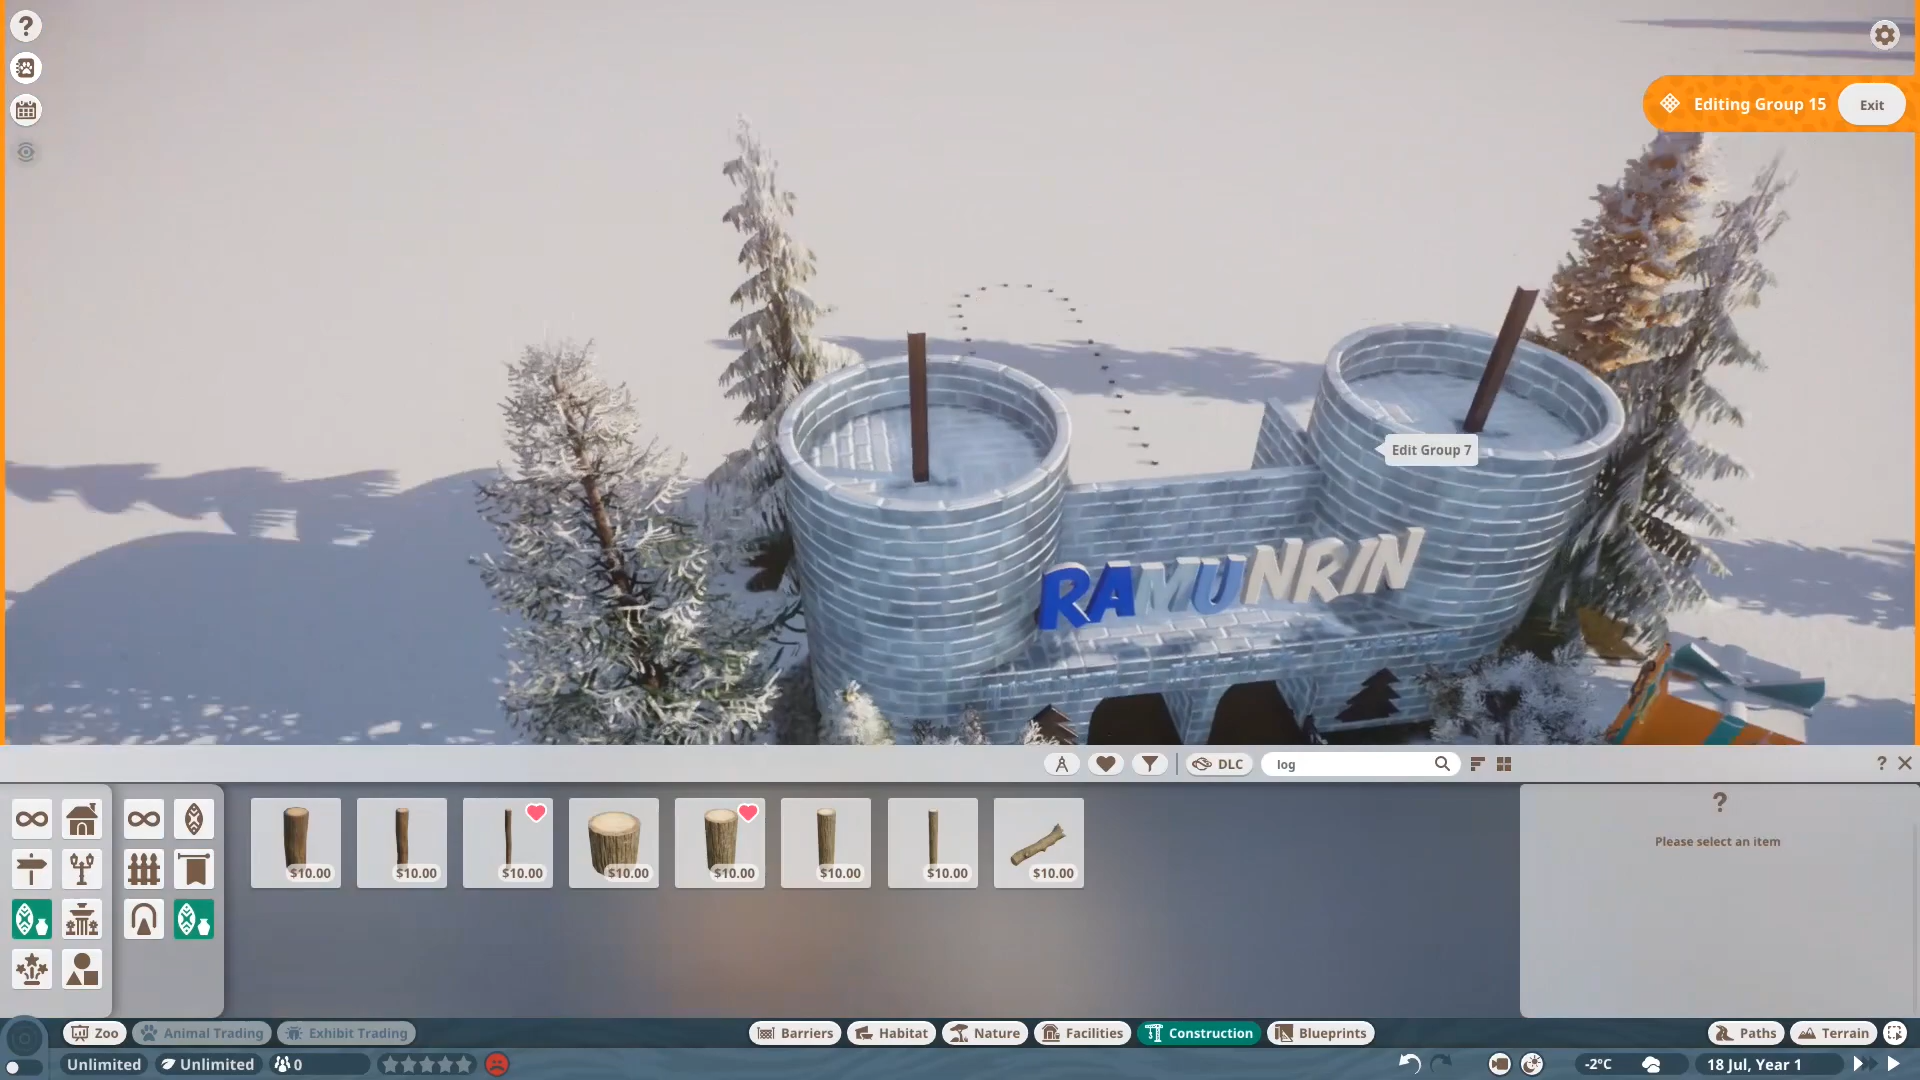 ?
Editing Group 15
Exit
Edit Group 7
RAMUNRIN
DLC
log
?
?
Please select an item
$10.00
$10.00
$10.00
$10.00
$10.00
$10.00
$10.00
$10.00
Zoo
Animal Trading
Exhibit Trading
Barriers
Habitat
Nature
Facilities
Construction
Blueprints
Paths
Terrain
Unlimited
Unlimited
0
-2°C
18 Jul, Year 1